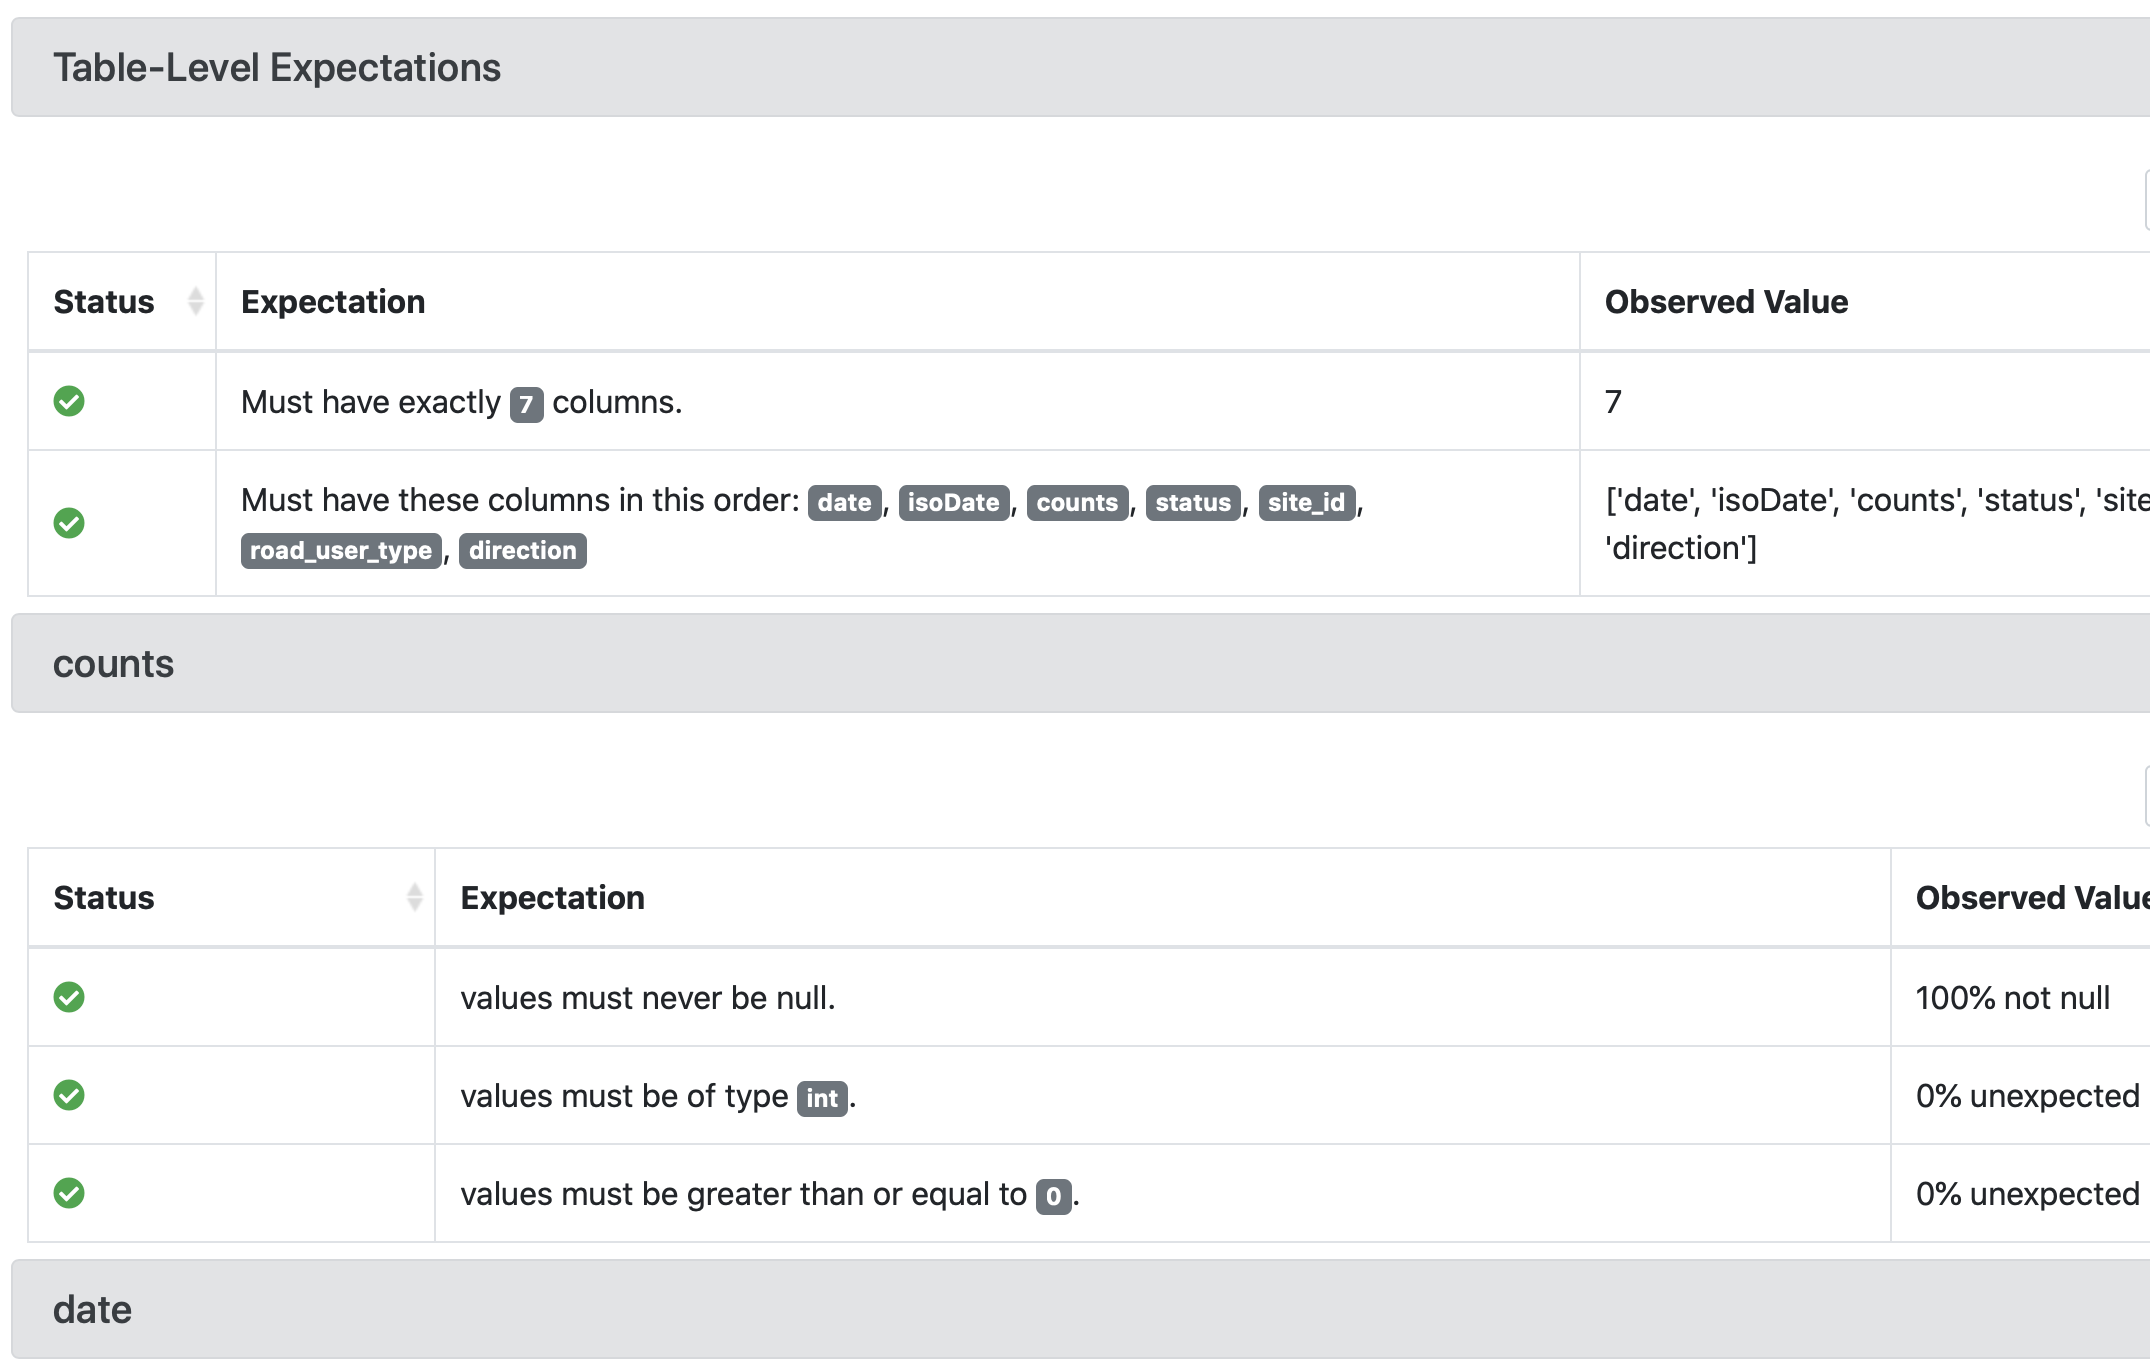 Table-Level Expectations
Status Expectation Observed Value
Must have exactly 7 columns. 7
Must have these columns in this order: date, isoDate, counts, status, site_id, ['date', 'isoDate', 'counts', 'status', 'site
road_user_type, direction 'direction']
counts
Status Expectation Observed Value
values must never be null. 100% not null
values must be of type int. 0% unexpected
values must be greater than or equal to 0. 0% unexpected
date